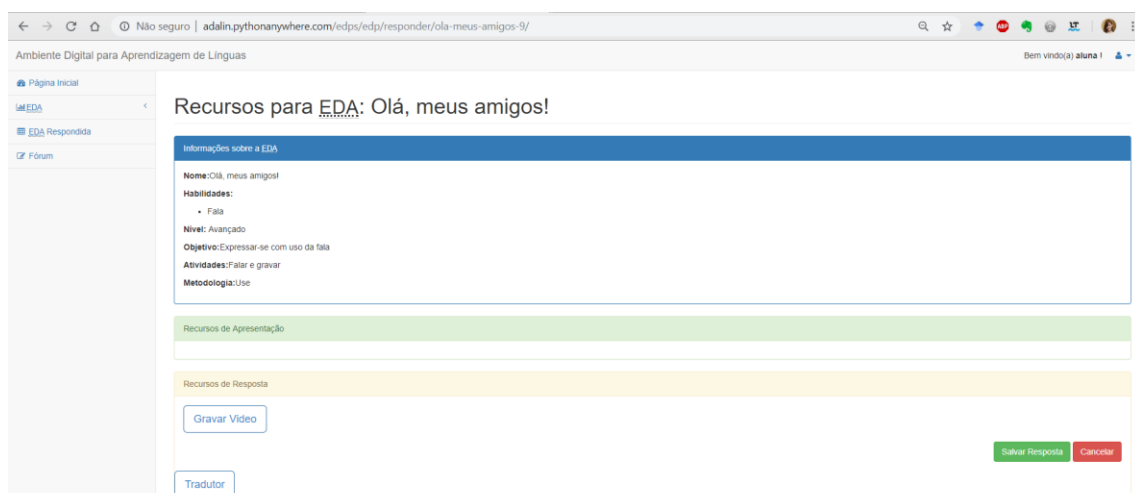 Não seguro | adalin.pythonanywhere.com/edps/edp/responder/ola-meus-amigos-9/
ABP
Ambiente Digital para Aprendizagem de Línguas
Bem vindo(a) aluna !
Página Inicial
EDA
EDA Respondida
Fórum
Recursos para EDA: Olá, meus amigos!
Informações sobre a EDA
Nome:Olá, meus amigos!
Habilidades:
• Fala
Nível: Avançado
Objetivo:Expressar-se com uso da fala
Atividades:Falar e gravar
Metodologia:Use
Recursos de Apresentação
Recursos de Resposta
Gravar Video
Salvar Resposta Cancelar
Tradutor